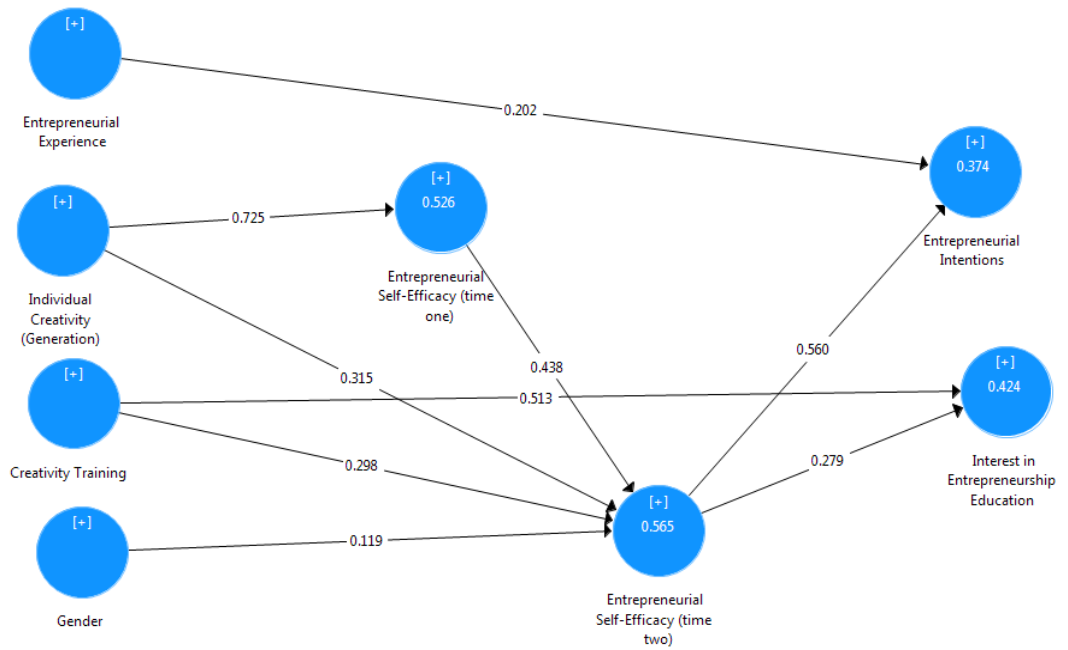 [+]
Entrepreneurial
Experience
0.202
[+]
0.374
Entrepreneurial
Intentions
[+]
0.526
Entrepreneurial
Self-Efficacy (time
one)
[+]
Individual
Creativity
(Generation)
0.725
0.315
0.438
0.560
[+]
Creativity Training
0.513
0.298
[+]
0.424
Interest in
Entrepreneurship
Education
0.279
[+]
0.565
Entrepreneurial
Self-Efficacy (time
two)
[+]
Gender
0.119